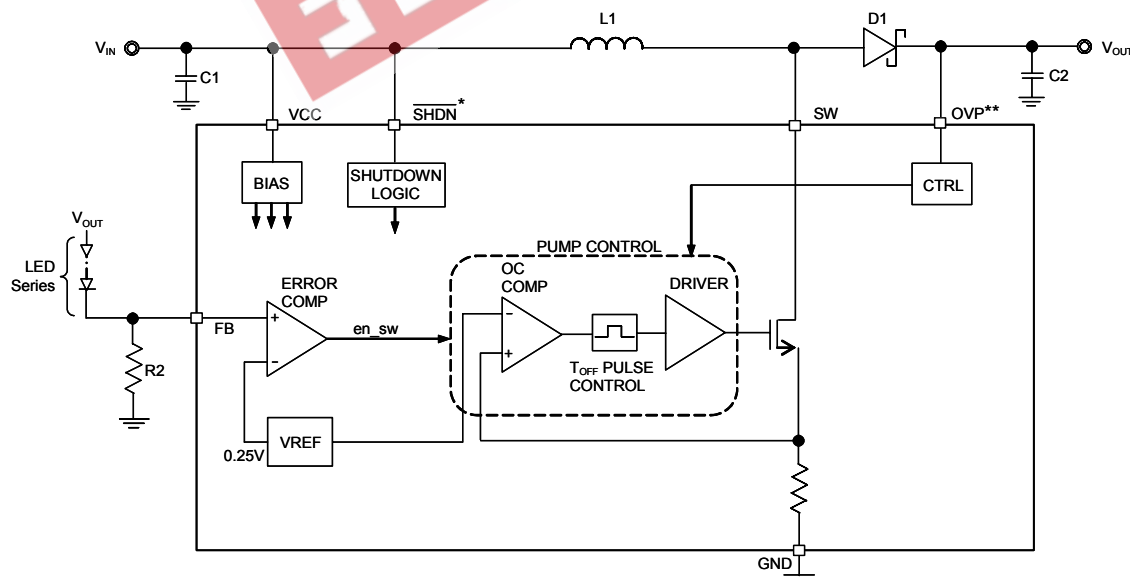 L1
D1
VIN
VOUT
C1
C2
VCC
SHDN*
SW
OVP**
BIAS
SHUTDOWN
LOGIC
CTRL
VOUT
LED
Series
PUMP CONTROL
OC
COMP
DRIVER
ERROR
COMP
FB
en_sw
+
-
-
+
TOFF PULSE
CONTROL
R2
VREF
0.25V
GND